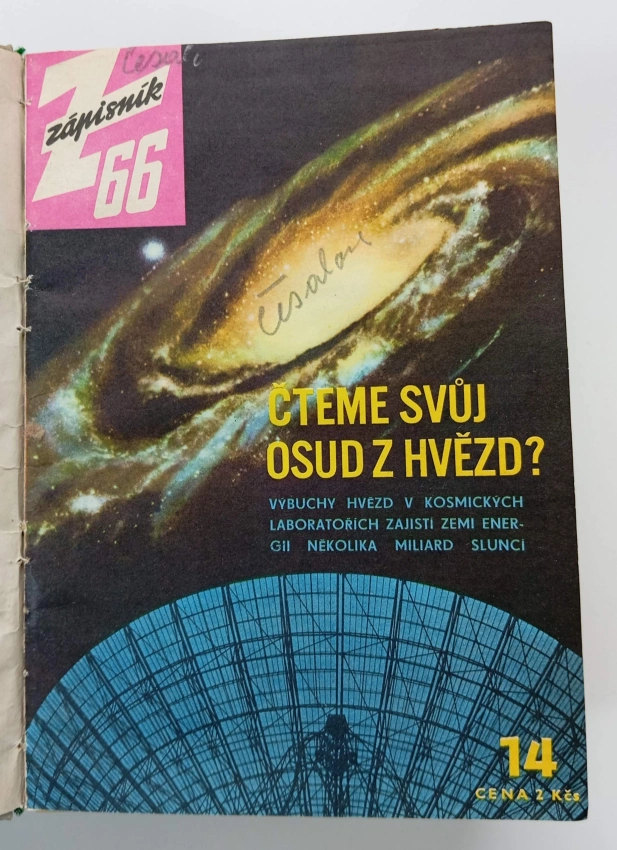 Z
zápisník
66
ČTEME SVŮJ
OSUD Z HVĚZD?
VÝBUCHY HVĚZD V KOSMICKÝCH
LABORATOŘÍCH ZAJISTÍ ZEMI ENER-
GII NĚKOLIKA MILIARD SLUNCÍ
14
CENA 2 Kčs